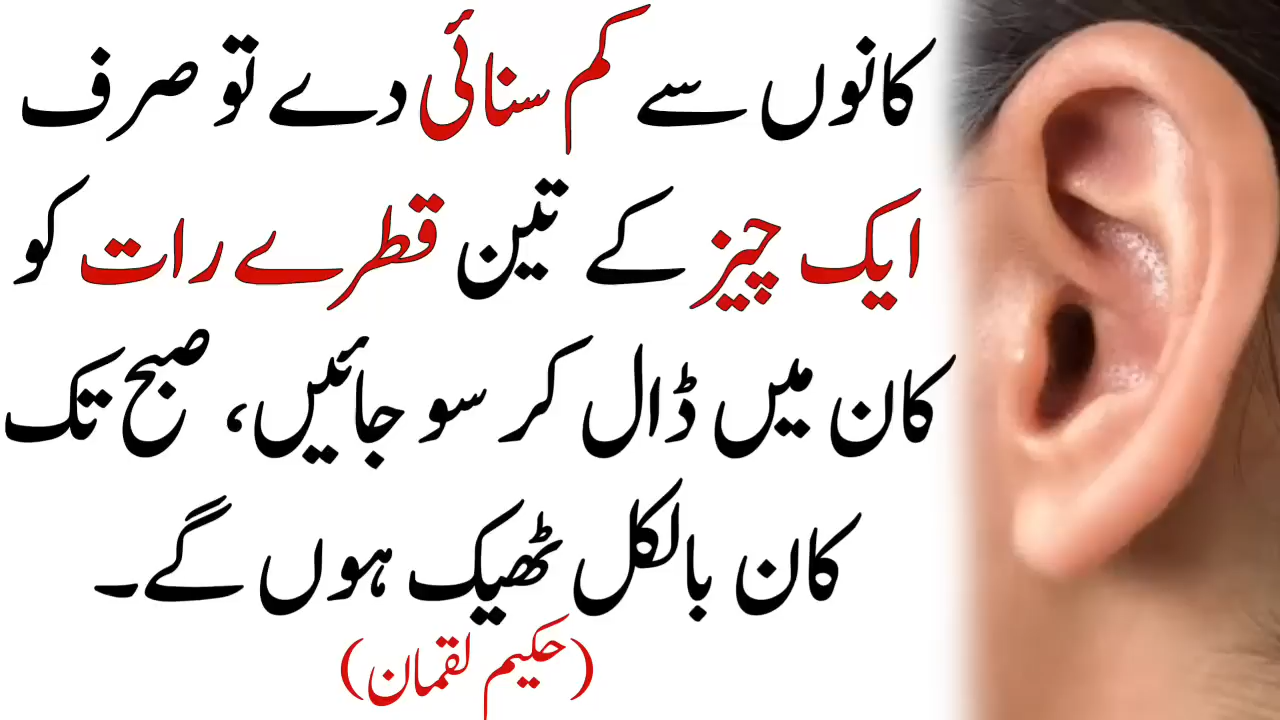 کانوں سے کم سنائی دے تو صرف
ایک چیز کے تین قطرے رات کو
کان میں ڈال کر سو جائیں، صبح تک
کان بالکل ٹھیک ہوں گے۔
(حکیم لقمان)